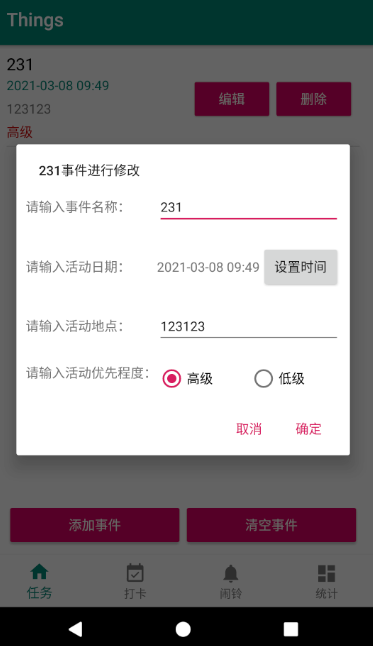 Things
231
2021-03-08 09:49
编辑 删除
123123
高级
231事件进行修改
请输入事件名称： 231
请输入活动日期： 2021-03-08 09:49 设置时间
请输入活动地点： 123123
请输入活动优先程度： 高级 低级
取消 确定
添加事件 清空事件
任务 打卡 闹铃 统计